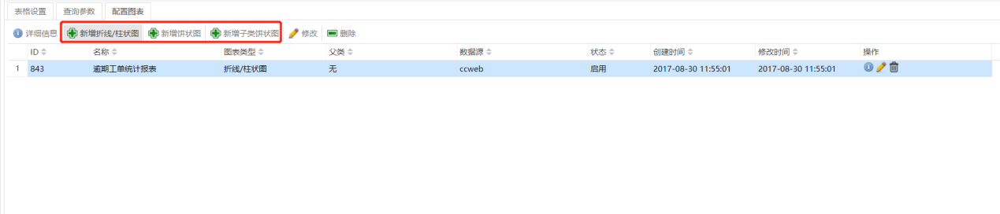 表格设置 查询参数 配置图表
详细信息 新增折线/柱状图 新增饼状图 新增子类饼状图 修改 删除
ID 名称 图表类型 父类 数据源 状态 创建时间 修改时间 操作
1 843 逾期工单统计报表 折线/柱状图 无 ccweb 启用 2017-08-30 11:55:01 2017-08-30 11:55:01